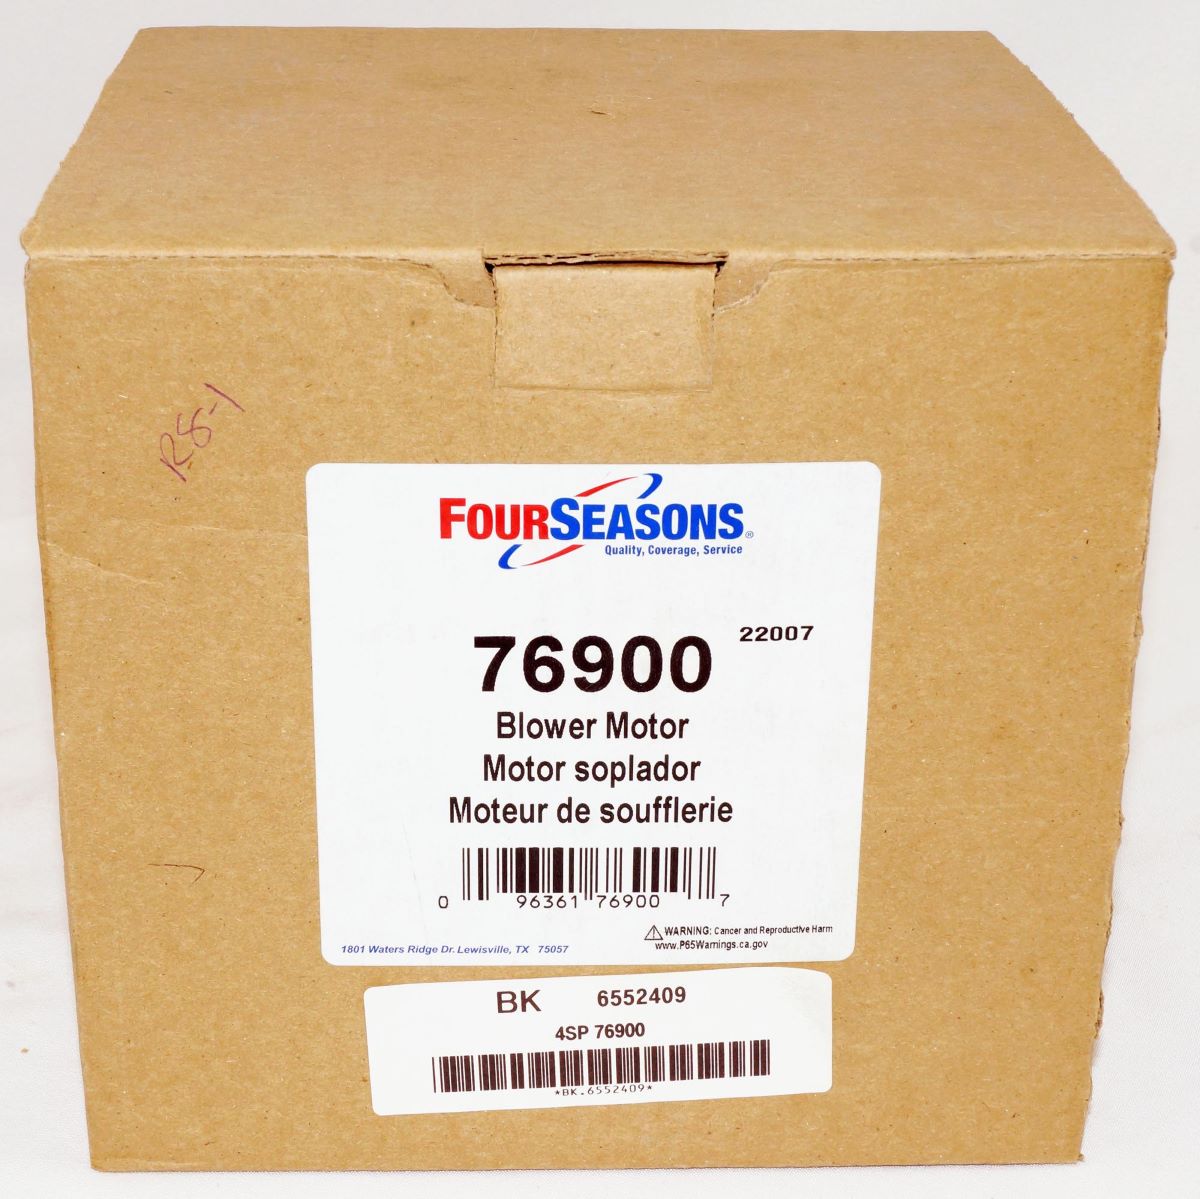 R8-1
FOURSEASONS®
Quality, Coverage, Service
22007
76900
Blower Motor
Motor soplador
Moteur de soufflerie
0 96361 76900 7
WARNING: Cancer and Reproductive Harm
www.P65Warnings.ca.gov
1801 Waters Ridge Dr. Lewisville, TX 75057
BK 6552409
4SP 76900
*BK.6552409*